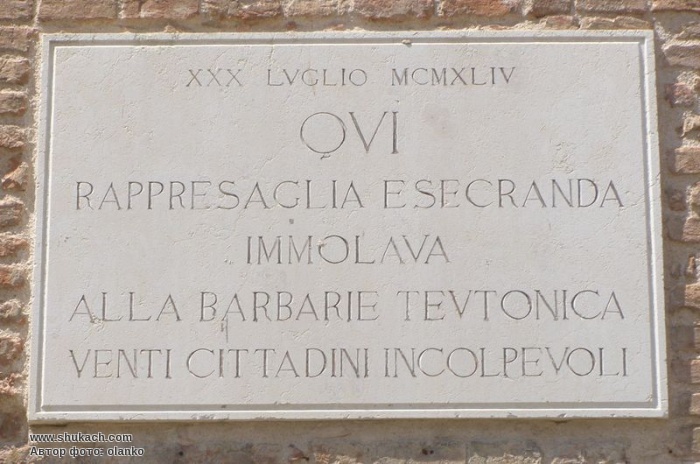 XXX LVGLIO MCMXLIV
QVI
RAPPRESAGLIA ESECRANDA
IMMOLAVA
ALLA BARBARIE TEVTONICA
VENTI CITTADINI INCOLPEVOLI
www.shukach.com
Автор фото: olanko